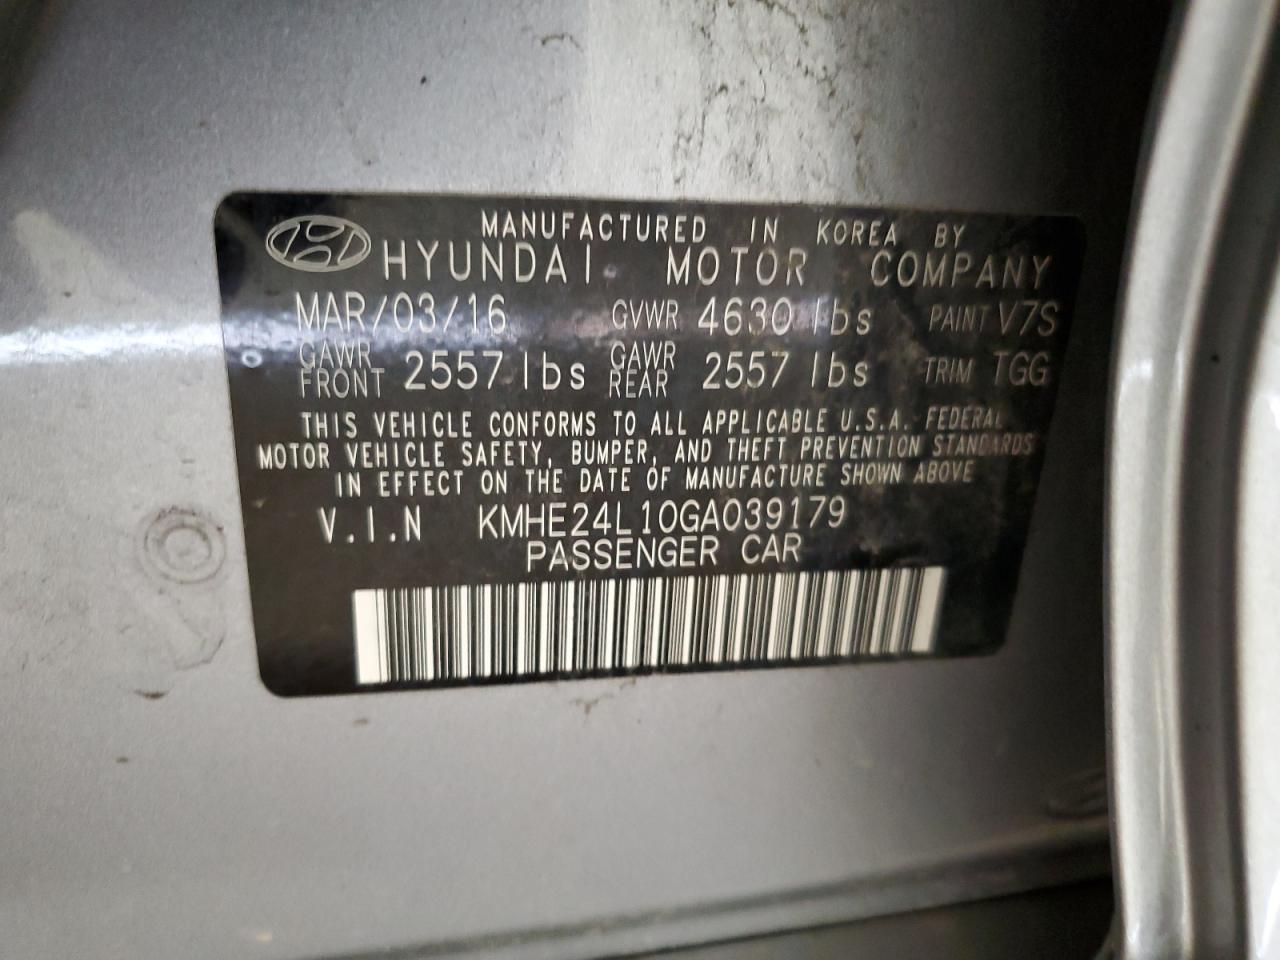 MANUFACTURED IN KOREA BY
HYUNDAI MOTOR COMPANY
MAR/03/16 GVWR 4630 lbs PAINT V7S
GAWR FRONT 2557 lbs GAWR REAR 2557 lbs TRIM TGG
THIS VEHICLE CONFORMS TO ALL APPLICABLE U.S.A. FEDERAL
MOTOR VEHICLE SAFETY, BUMPER, AND THEFT PREVENTION STANDARDS
IN EFFECT ON THE DATE OF MANUFACTURE SHOWN ABOVE
V.I.N KMHE24L10GA039179
PASSENGER CAR